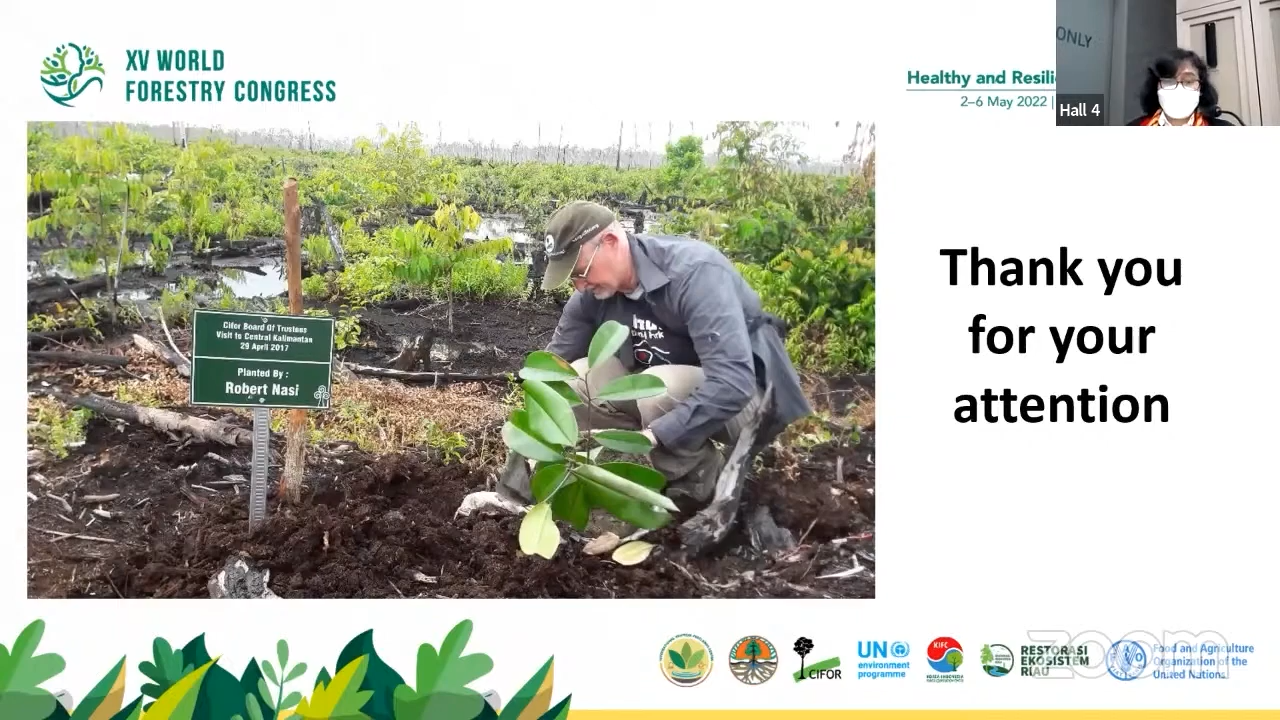 XV WORLD
FORESTRY CONGRESS
Healthy and Resili
2–6 May 2022 |
ONLY
Hall 4
Cifor Board Of Trustees
Visit to Central Kalimantan
29 April 2017
Planted By :
Robert Nasi
Thank you
for your
attention
CIFOR
UN
environment
programme
KIFC
RESTORASI
EKOSISTEM
RIAU
zoom
Food and Agriculture
Organization of the
United Nations